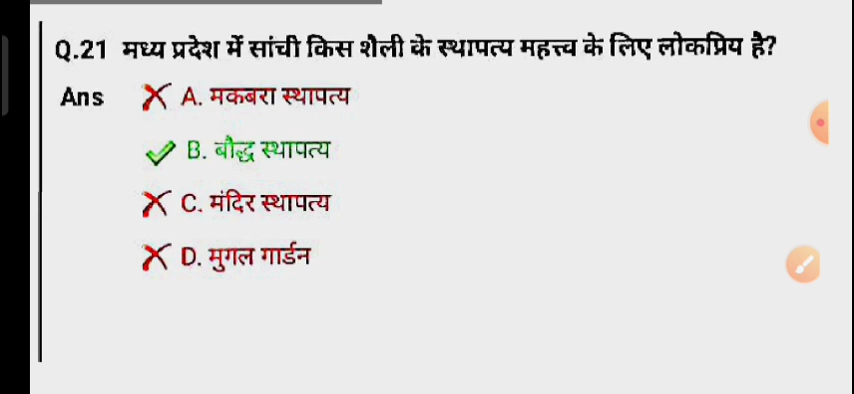 Q.21 मध्य प्रदेश में सांची किस शैली के स्थापत्य महत्त्व के लिए लोकप्रिय है?
Ans A. मकबरा स्थापत्य
B. बौद्ध स्थापत्य
C. मंदिर स्थापत्य
D. मुगल गार्डन